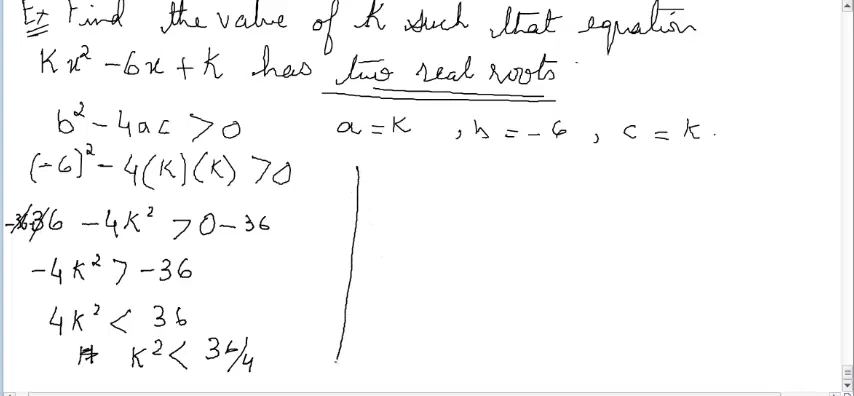 Ex Find the value of K such that equation
Kx² - 6x + K has two real roots.
b² - 4ac > 0 a = K , b = -6 , c = K .
(-6)² - 4(K)(K) > 0
-36+36 - 4K² > 0 - 36
-4K² > -36
4K² < 36
K² < 36/4